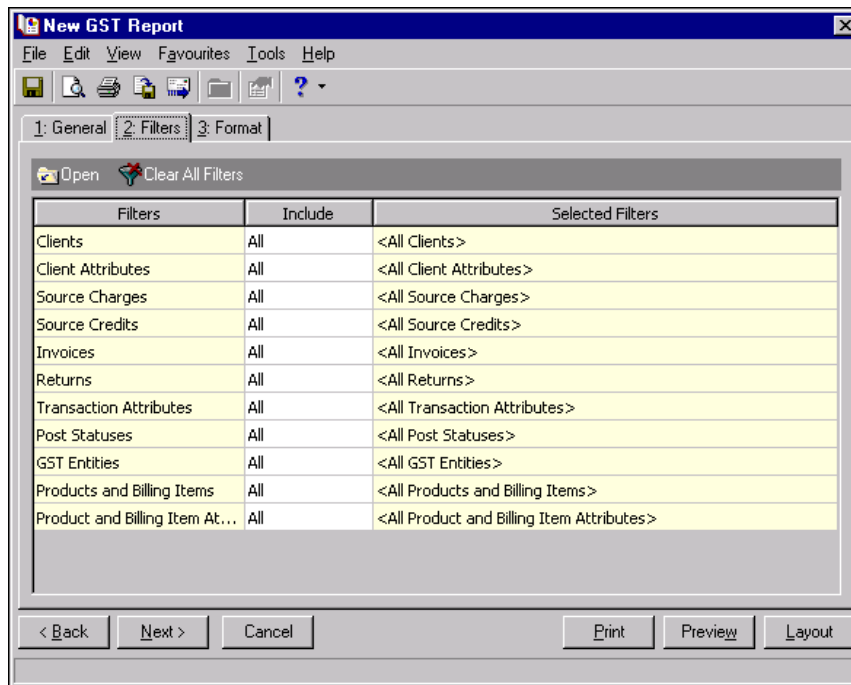 New GST Report
File Edit View Favourites Tools Help
?
1: General 2: Filters 3: Format
Open Clear All Filters
Filters Include Selected Filters
Clients All <All Clients>
Client Attributes All <All Client Attributes>
Source Charges All <All Source Charges>
Source Credits All <All Source Credits>
Invoices All <All Invoices>
Returns All <All Returns>
Transaction Attributes All <All Transaction Attributes>
Post Statuses All <All Post Statuses>
GST Entities All <All GST Entities>
Products and Billing Items All <All Products and Billing Items>
Product and Billing Item At... All <All Product and Billing Item Attributes>
< Back Next > Cancel Print Preview Layout